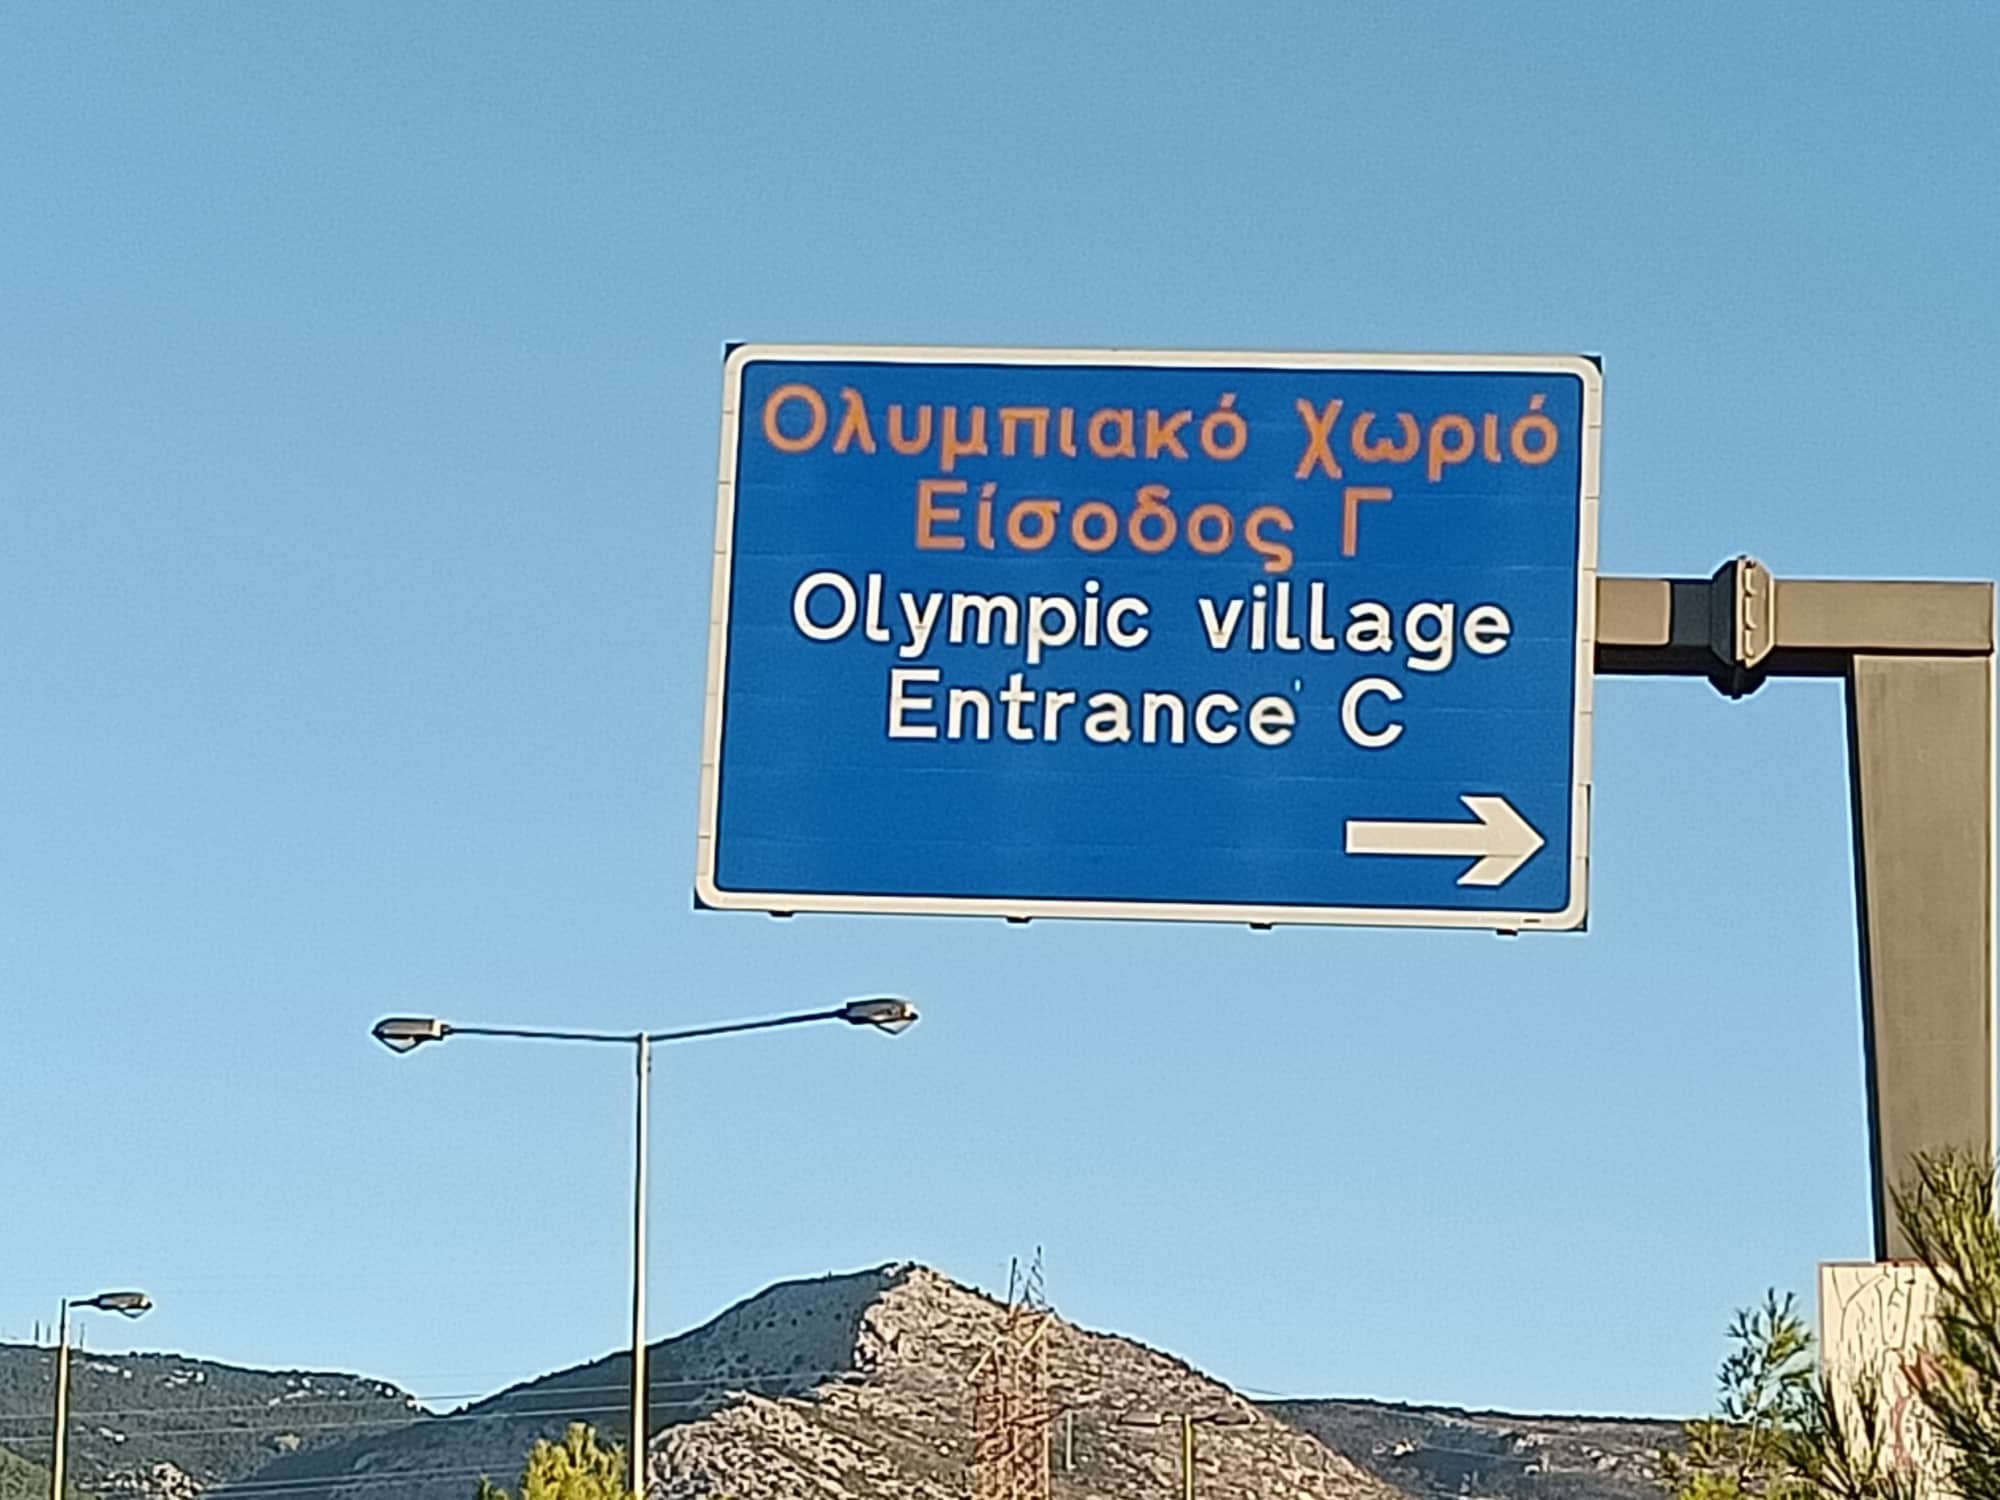 Ολυμπιακό Χωριό
Είσοδος Γ
Olympic village
Entrance C